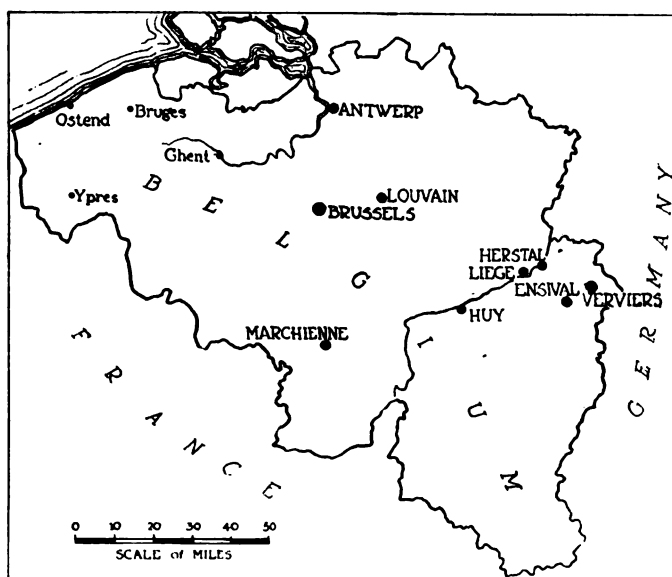 Ostend
Bruges
ANTWERP
Ghent
Ypres
LOUVAIN
BRUSSELS
BELGIUM
HERSTAL
LIEGE
ENSIVAL
VERVIERS
HUY
MARCHIENNE
GERMANY
FRANCE
0 10 20 30 40 50
SCALE of MILES